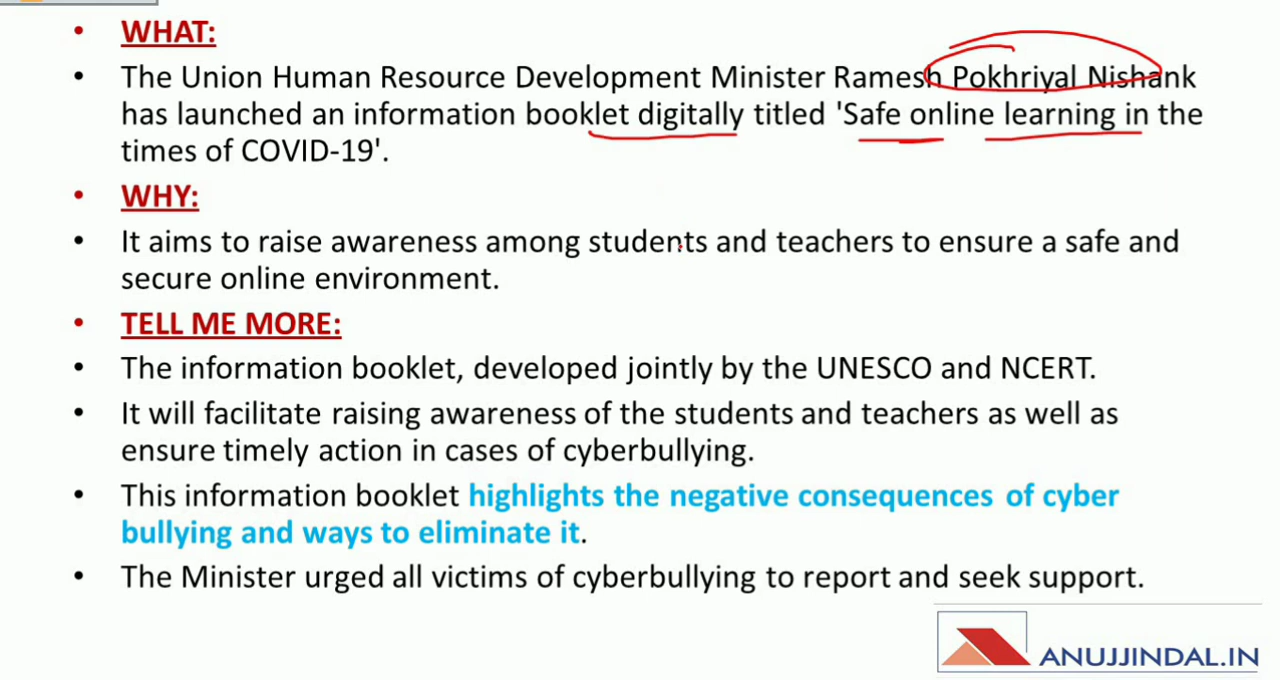 • WHAT:
• The Union Human Resource Development Minister Ramesh Pokhriyal Nishank
has launched an information booklet digitally titled 'Safe online learning in the
times of COVID-19'.
• WHY:
• It aims to raise awareness among students and teachers to ensure a safe and
secure online environment.
• TELL ME MORE:
• The information booklet, developed jointly by the UNESCO and NCERT.
• It will facilitate raising awareness of the students and teachers as well as
ensure timely action in cases of cyberbullying.
• This information booklet highlights the negative consequences of cyber
bullying and ways to eliminate it.
• The Minister urged all victims of cyberbullying to report and seek support.
ANUJJINDAL.IN